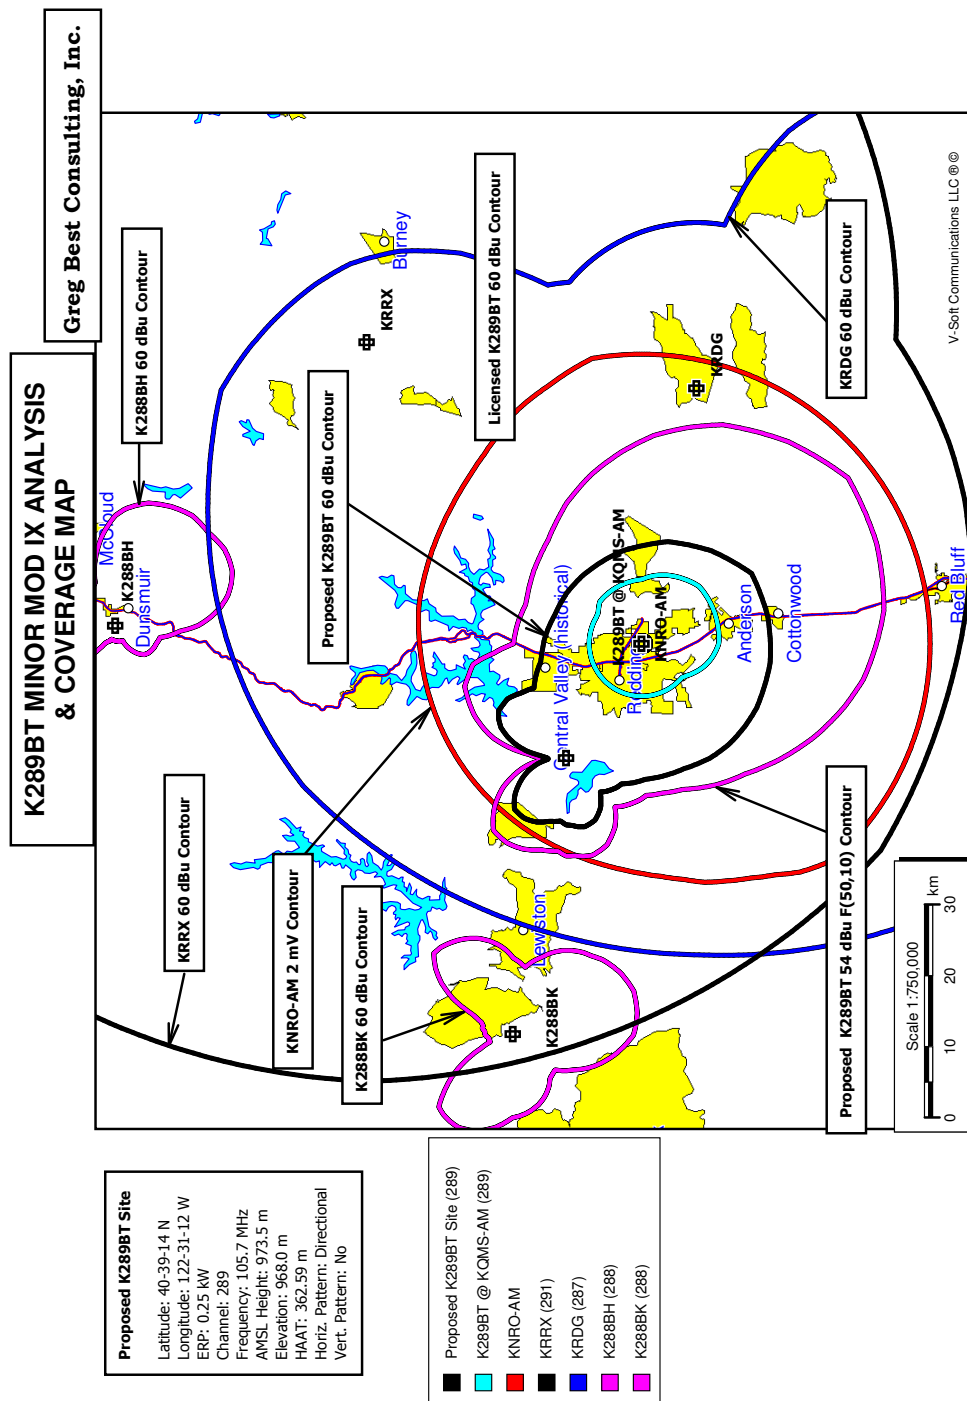 K289BT MINOR MOD IX ANALYSIS
& COVERAGE MAP
Greg Best Consulting, Inc.
K288BH 60 dBu Contour
KRRX 60 dBu Contour
Proposed K289BT 60 dBu Contour
Licensed K289BT 60 dBu Contour
KNRO-AM 2 mV Contour
K288BK 60 dBu Contour
KRDG 60 dBu Contour
Proposed K289BT 54 dBu F(50,10) Contour
McCloud
K288BH
Dunsmuir
Burney
KRRX
KRDG
Central Valley (historical)
K289BT @ KQMS-AM
Redding
KNRO-AM
Anderson
Cottonwood
Red Bluff
Lewiston
K288BK
Proposed K289BT Site
Latitude: 40-39-14 N
Longitude: 122-31-12 W
ERP: 0.25 kW
Channel: 289
Frequency: 105.7 MHz
AMSL Height: 973.5 m
Elevation: 968.0 m
HAAT: 362.59 m
Horiz. Pattern: Directional
Vert. Pattern: No
Proposed K289BT Site (289)
K289BT @ KQMS-AM (289)
KNRO-AM
KRRX (291)
KRDG (287)
K288BH (288)
K288BK (288)
Scale 1:750,000
0 10 20 30
km
V-Soft Communications LLC ® ©